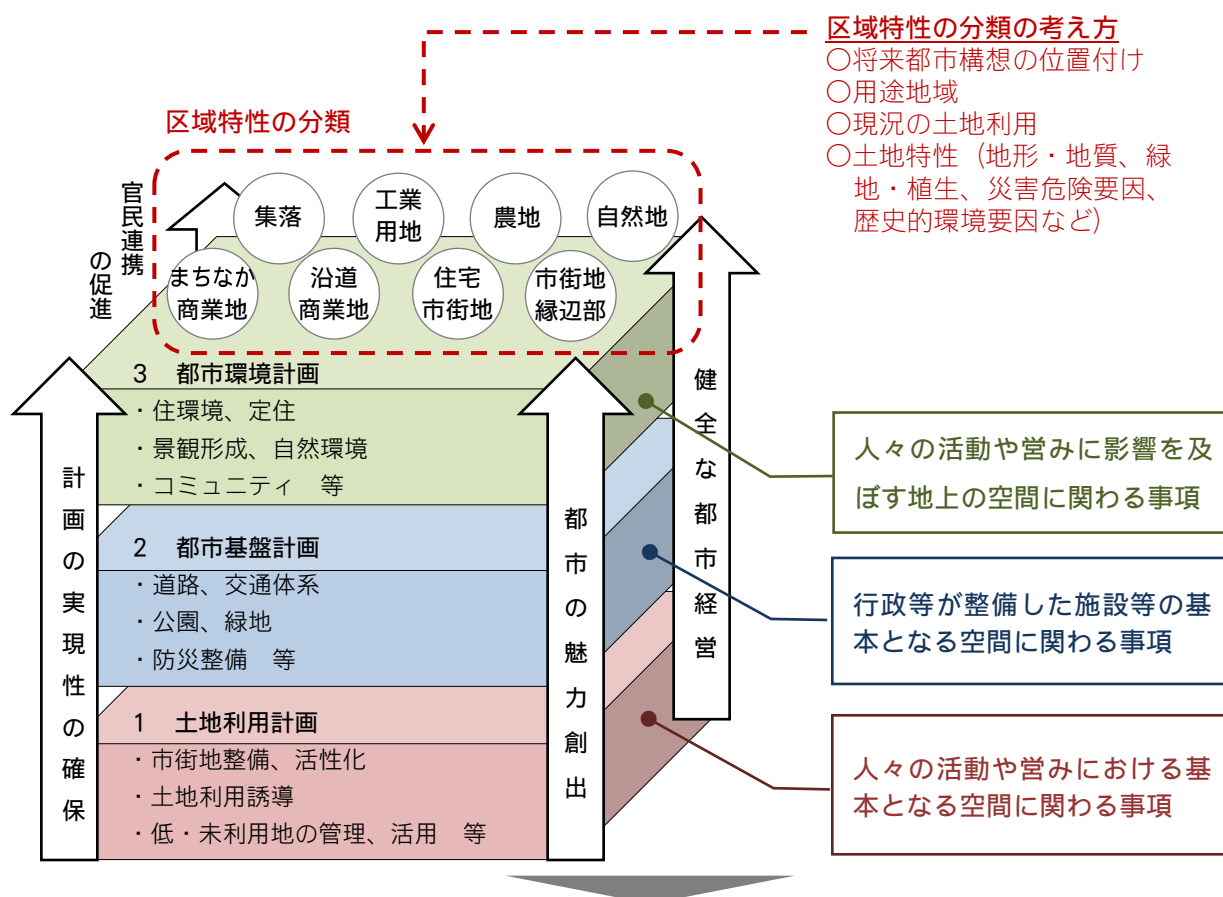 区域特性の分類の考え方
○将来都市構想の位置付け
○用途地域
○現況の土地利用
○土地特性（地形・地質、緑
地・植生、災害危険要因、
歴史的環境要因など）
区域特性の分類
官民連携
の促進
集落
工業
用地
農地
自然地
まちなか
商業地
沿道
商業地
住宅
市街地
市街地
縁辺部
3　都市環境計画
・住環境、定住
・景観形成、自然環境
・コミュニティ　等
2　都市基盤計画
・道路、交通体系
・公園、緑地
・防災整備　等
1　土地利用計画
・市街地整備、活性化
・土地利用誘導
・低・未利用地の管理、活用　等
計画の実現性の確保
都市の魅力創出
健全な都市経営
人々の活動や営みに影響を及
ぼす地上の空間に関わる事項
行政等が整備した施設等の基
本となる空間に関わる事項
人々の活動や営みにおける基
本となる空間に関わる事項